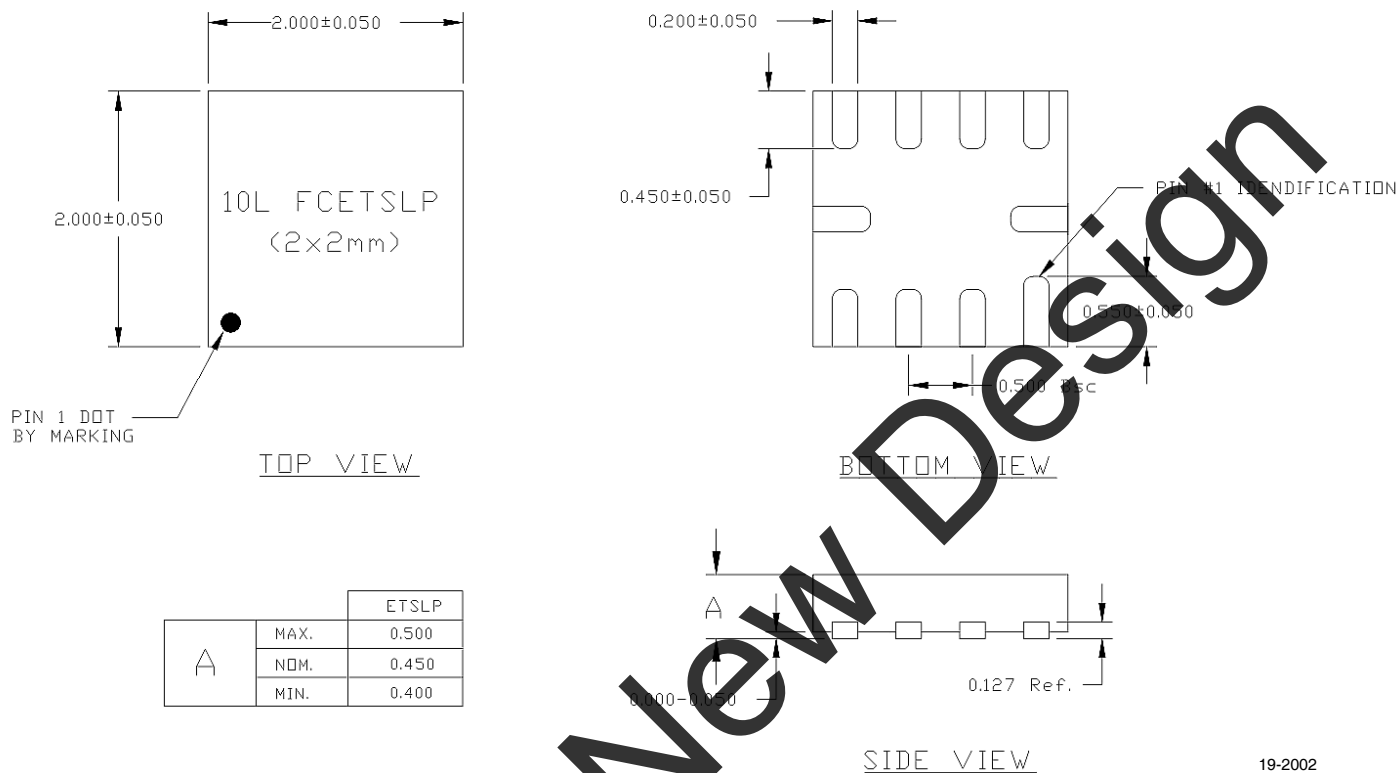 2.000±0.050
2.000±0.050
10L FCETSLP
(2x2mm)
PIN 1 DOT
BY MARKING
TOP VIEW
0.200±0.050
0.450±0.050
PIN #1 IDENDIFICATION
0.550±0.050
0.500 Bsc
BOTTOM VIEW
ETSLP
A
MAX. 0.500
NOM. 0.450
MIN. 0.400
A
0.000-0.050
0.127 Ref.
SIDE VIEW
New Design
19-2002